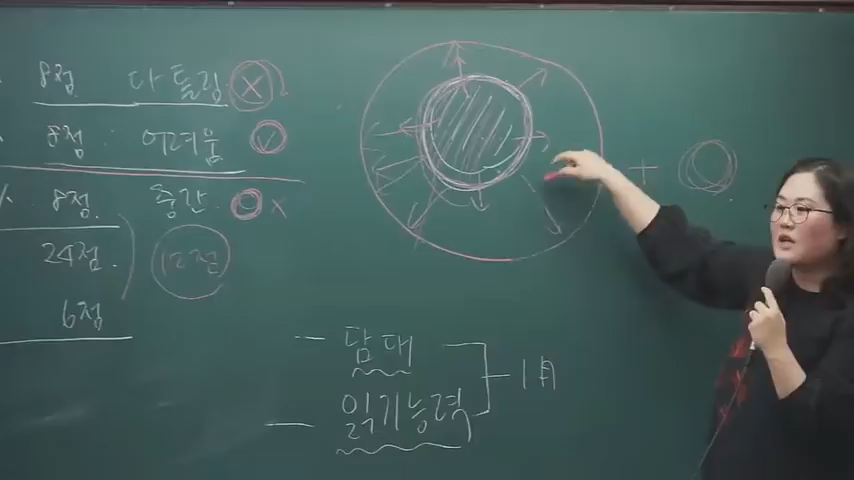 8점 다 틀림 X
8점 어려움 V
8점. 중간 O X
24점. 12점
6점
+
- 담대
- 읽기능력
1月